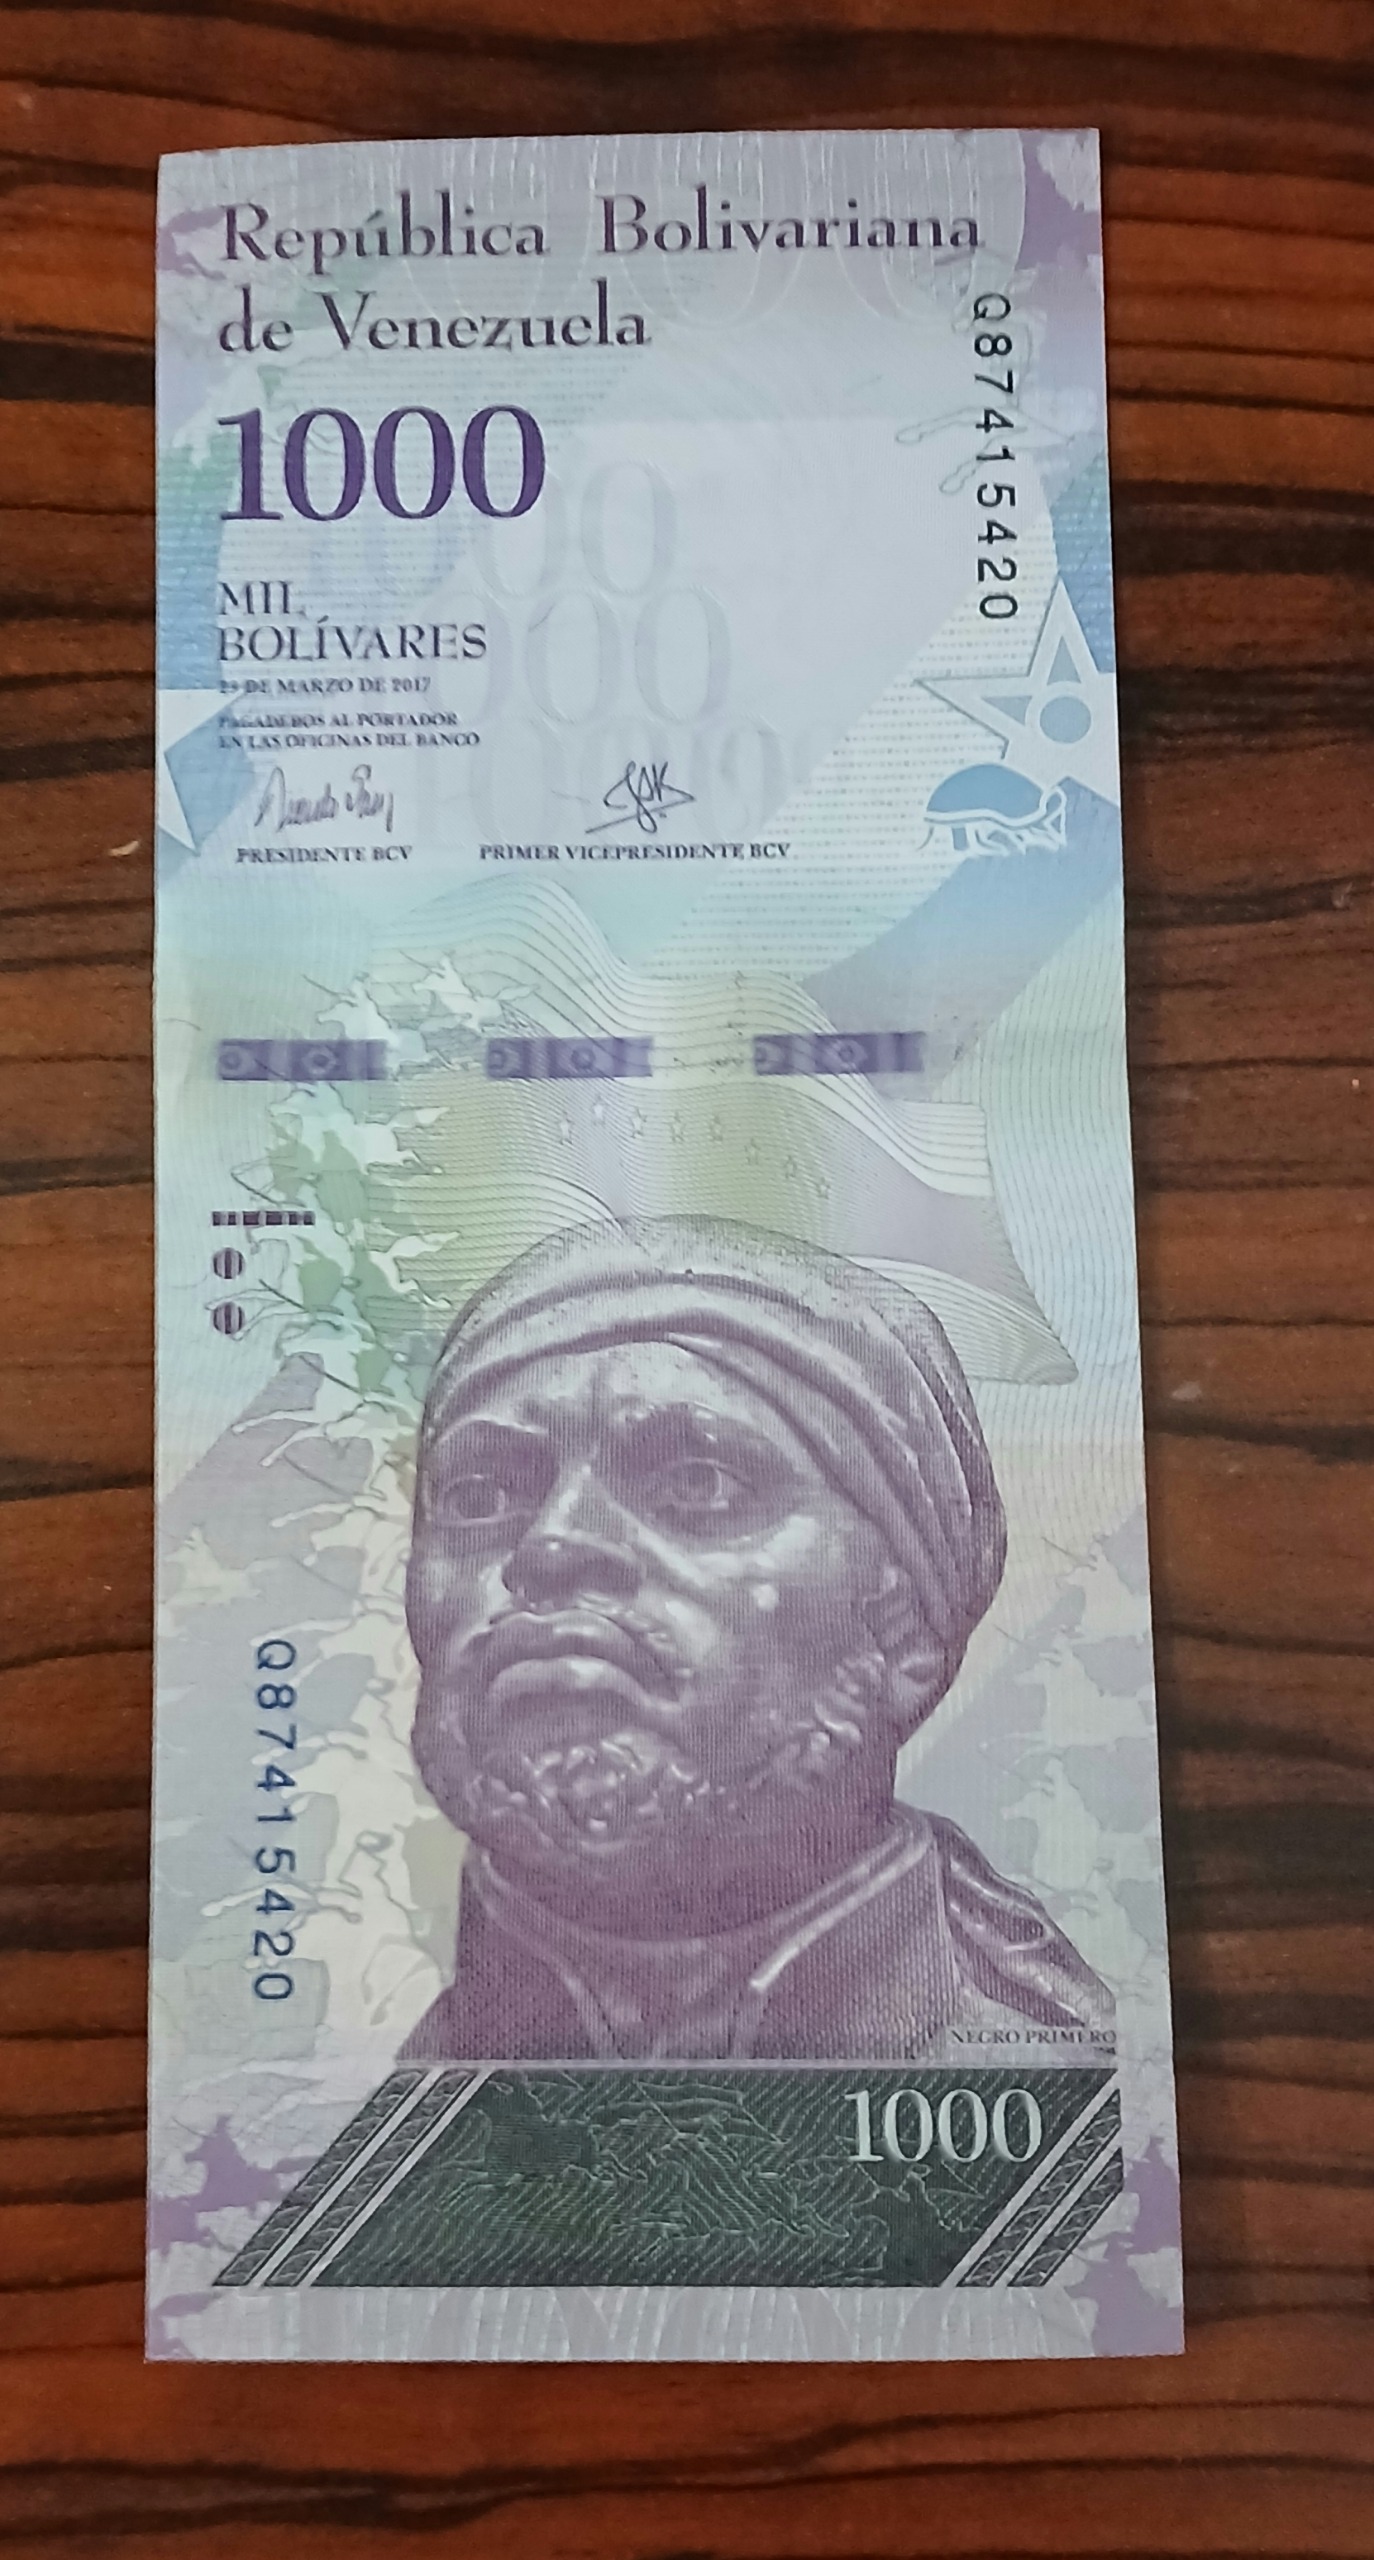 República Bolivariana
de Venezuela
Q87415420
1000
MIL
BOLÍVARES
23 DE MARZO DE 2017
PAGADEROS AL PORTADOR
EN LAS OFICINAS DEL BANCO
PRESIDENTE BCV
PRIMER VICEPRESIDENTE BCV
Q87415420
NEGRO PRIMERO
1000